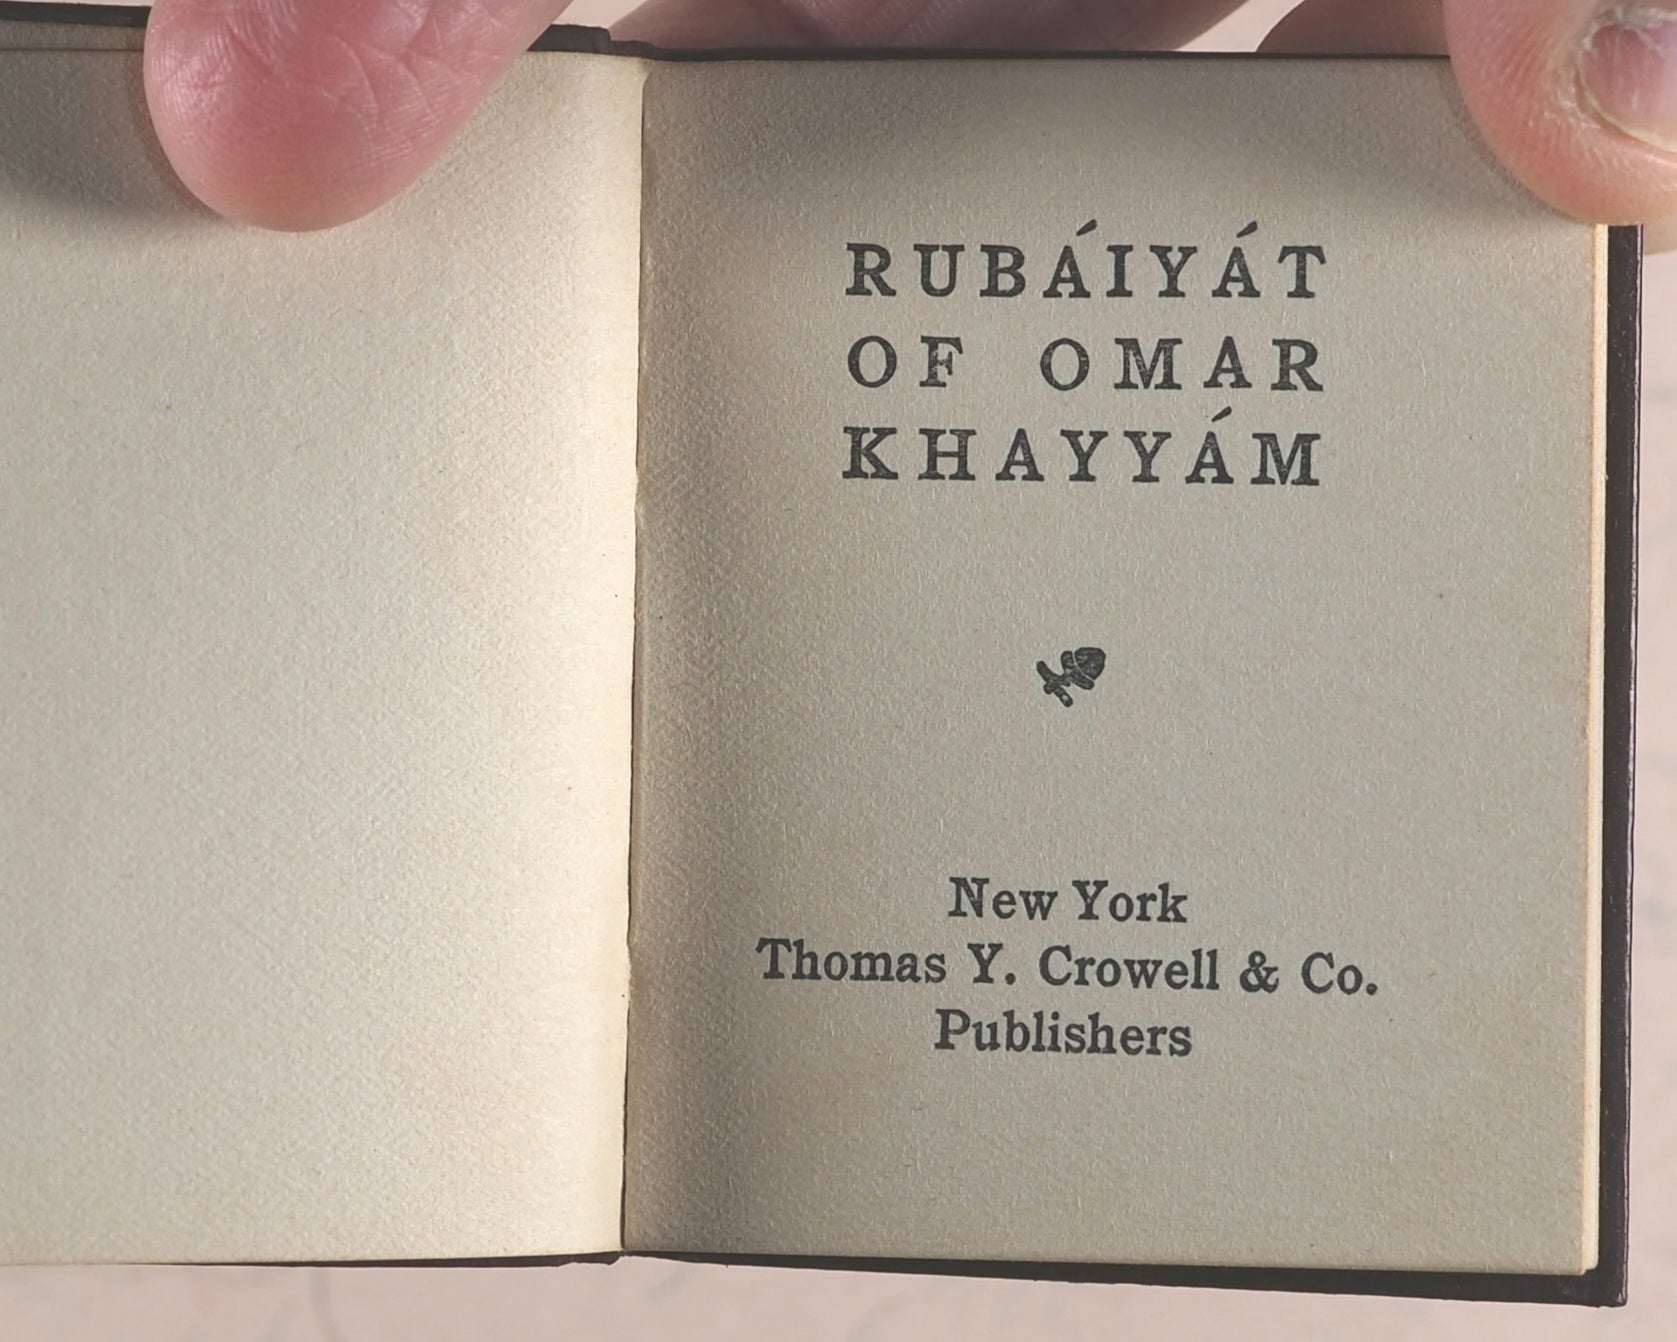 RUBÁIYÁT
OF OMAR
KHAYYÁM
New York
Thomas Y. Crowell & Co.
Publishers